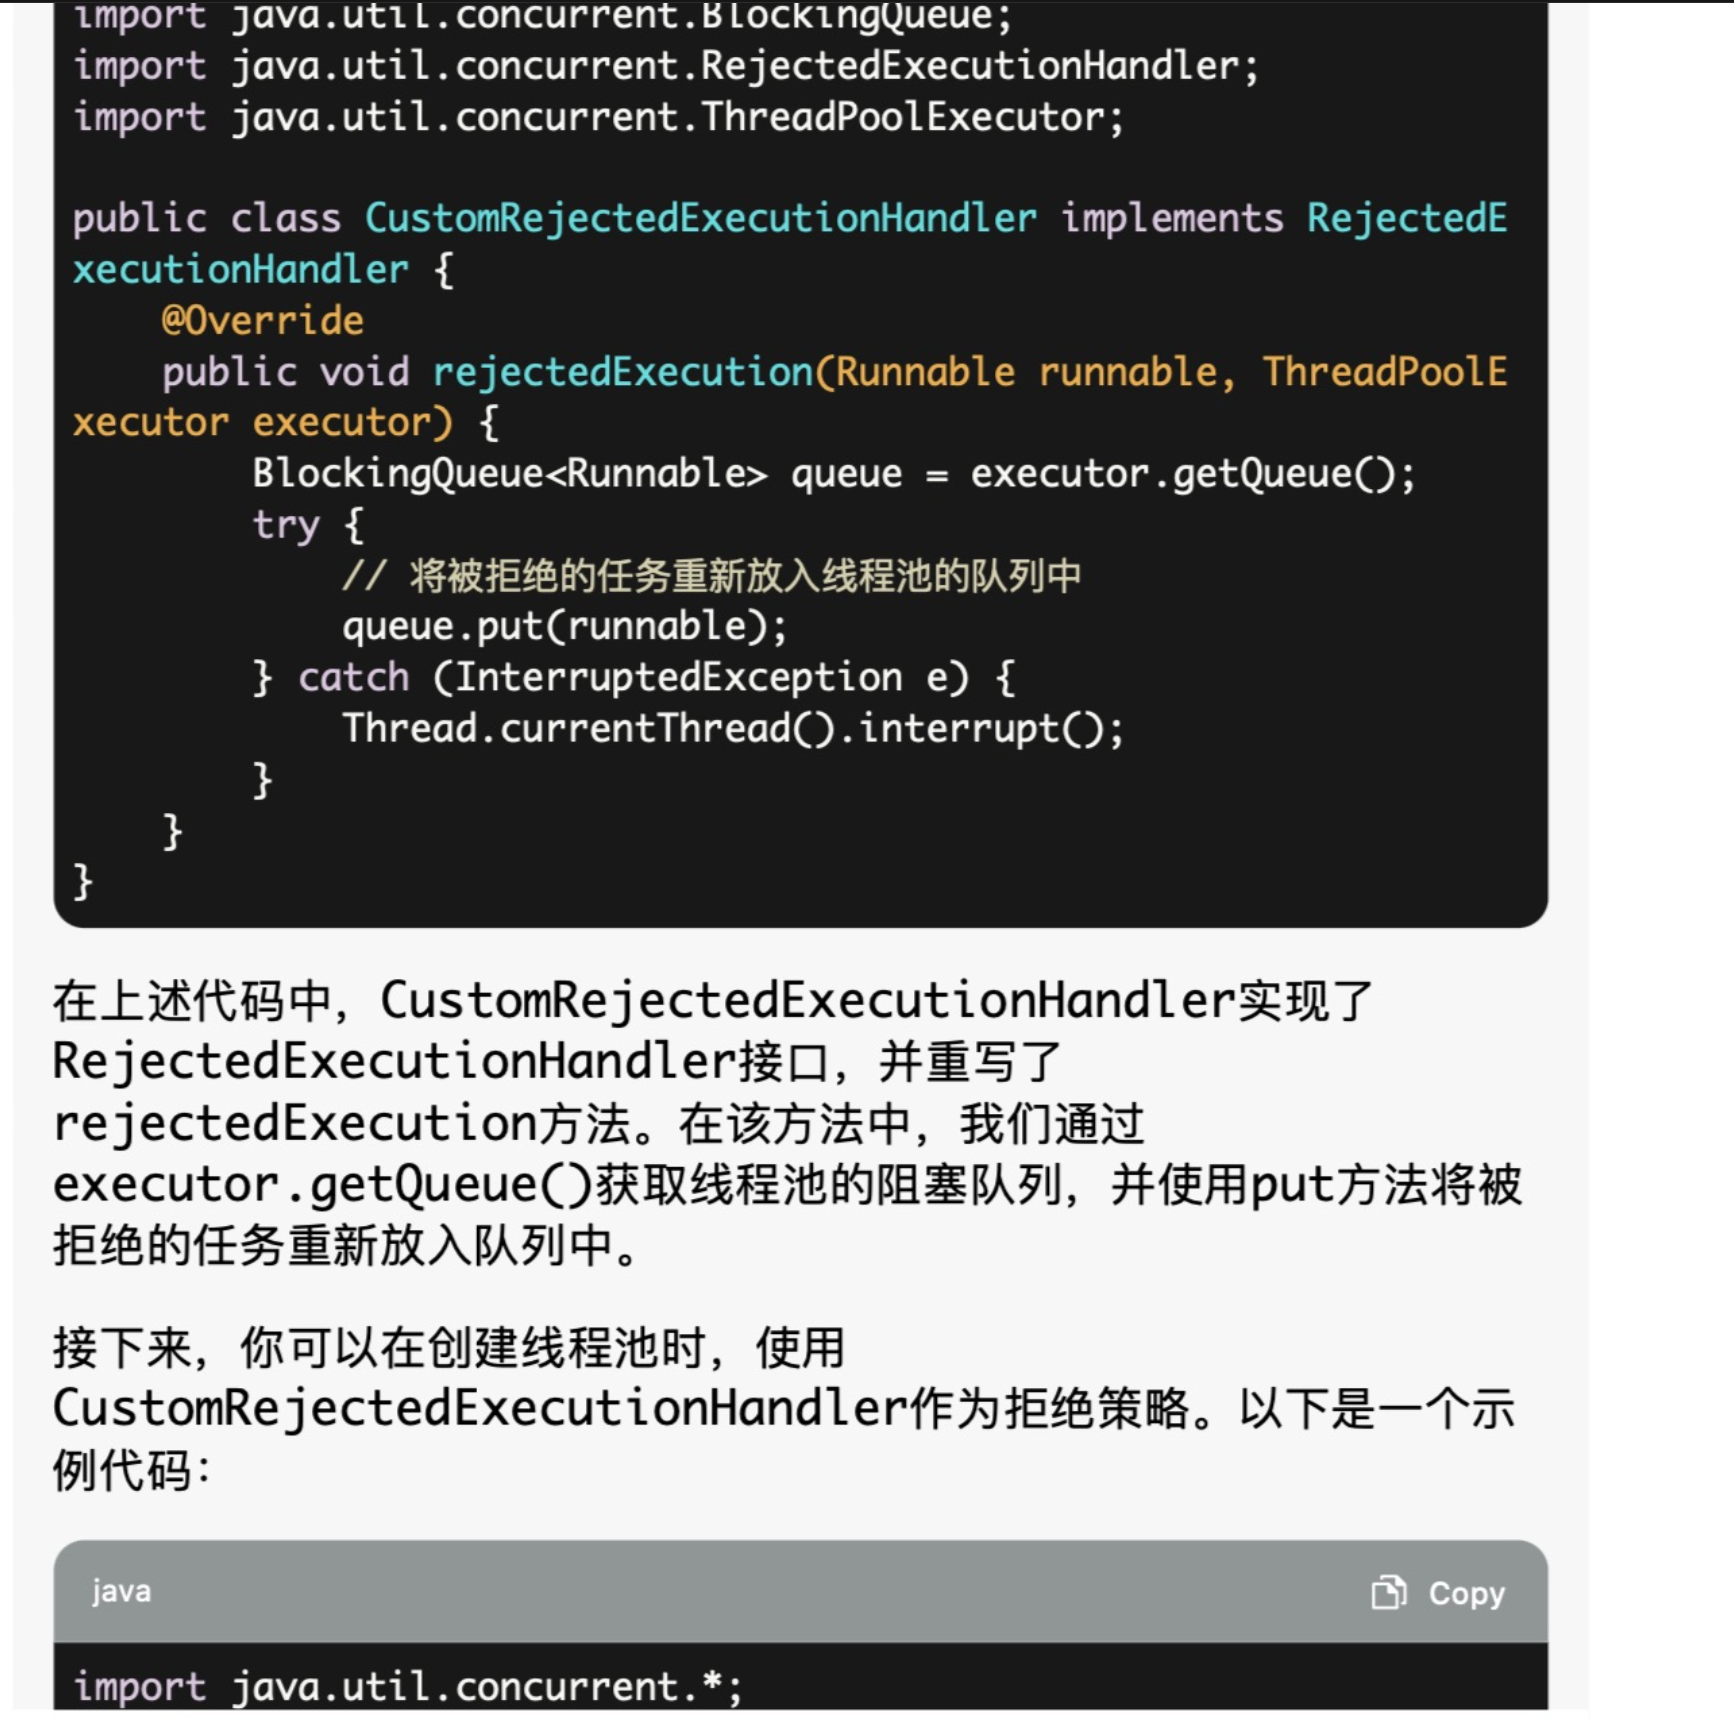 import java.util.concurrent.BlockingQueue;
import java.util.concurrent.RejectedExecutionHandler;
import java.util.concurrent.ThreadPoolExecutor;
public class CustomRejectedExecutionHandler implements RejectedE
xecutionHandler {
    @Override
    public void rejectedExecution(Runnable runnable, ThreadPoolE
xecutor executor) {
        BlockingQueue<Runnable> queue = executor.getQueue();
        try {
            // 将被拒绝的任务重新放入线程池的队列中
            queue.put(runnable);
        } catch (InterruptedException e) {
            Thread.currentThread().interrupt();
        }
    }
}
在上述代码中，CustomRejectedExecutionHandler实现了
RejectedExecutionHandler接口，并重写了
rejectedExecution方法。在该方法中，我们通过
executor.getQueue()获取线程池的阻塞队列，并使用put方法将被
拒绝的任务重新放入队列中。
接下来，你可以在创建线程池时，使用
CustomRejectedExecutionHandler作为拒绝策略。以下是一个示
例代码：
java
Copy
import java.util.concurrent.*;